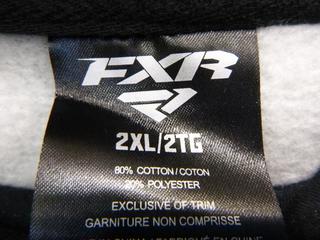 FXR
2XL/2TG
80% COTTON/COTON
20% POLYESTER
EXCLUSIVE OF TRIM
GARNITURE NON COMPRISE